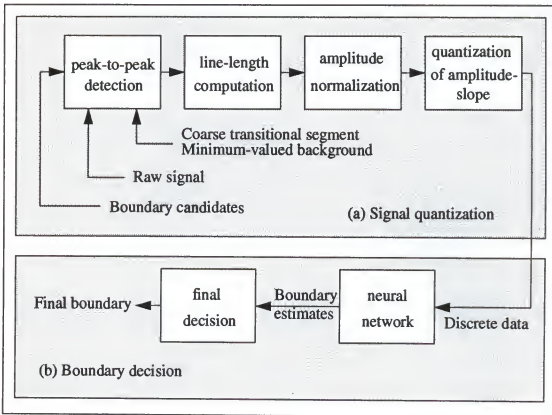 peak-to-peak
detection
line-length
computation
amplitude
normalization
quantization
of amplitude-
slope
Coarse transitional segment
Minimum-valued background
Raw signal
Boundary candidates
(a) Signal quantization
Final boundary
final
decision
Boundary
estimates
neural
network
Discrete data
(b) Boundary decision